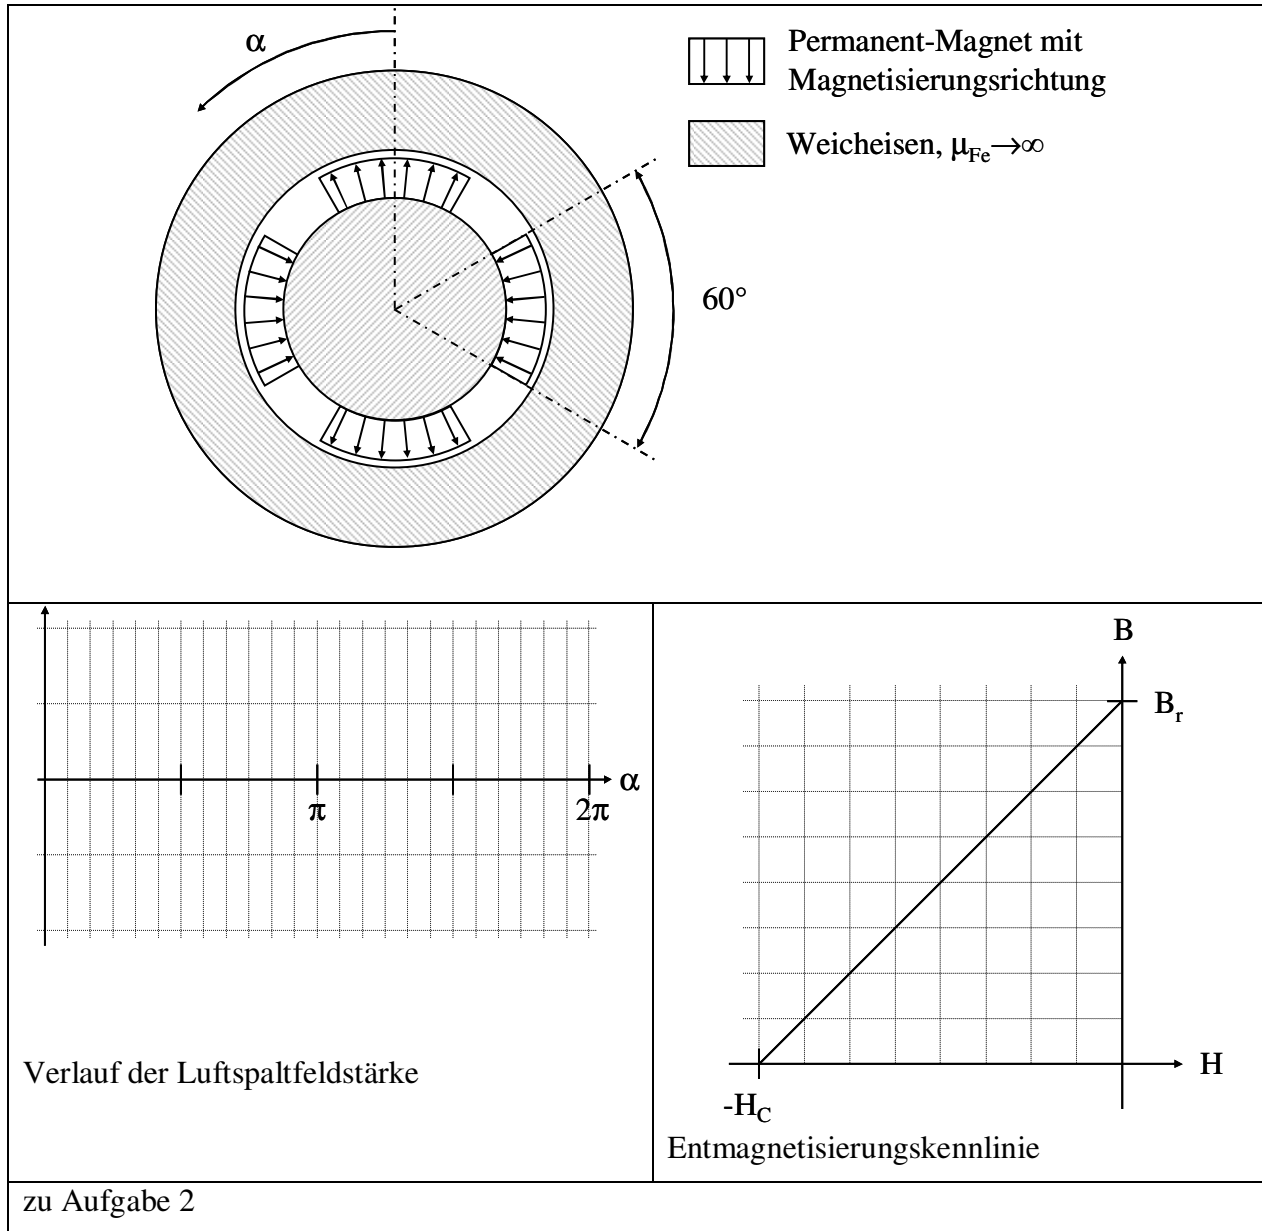 α
Permanent-Magnet mit
Magnetisierungsrichtung
Weicheisen, μFe→∞
60°
α
π
2π
Verlauf der Luftspaltfeldstärke
B
Br
H
-HC
Entmagnetisierungskennlinie
zu Aufgabe 2